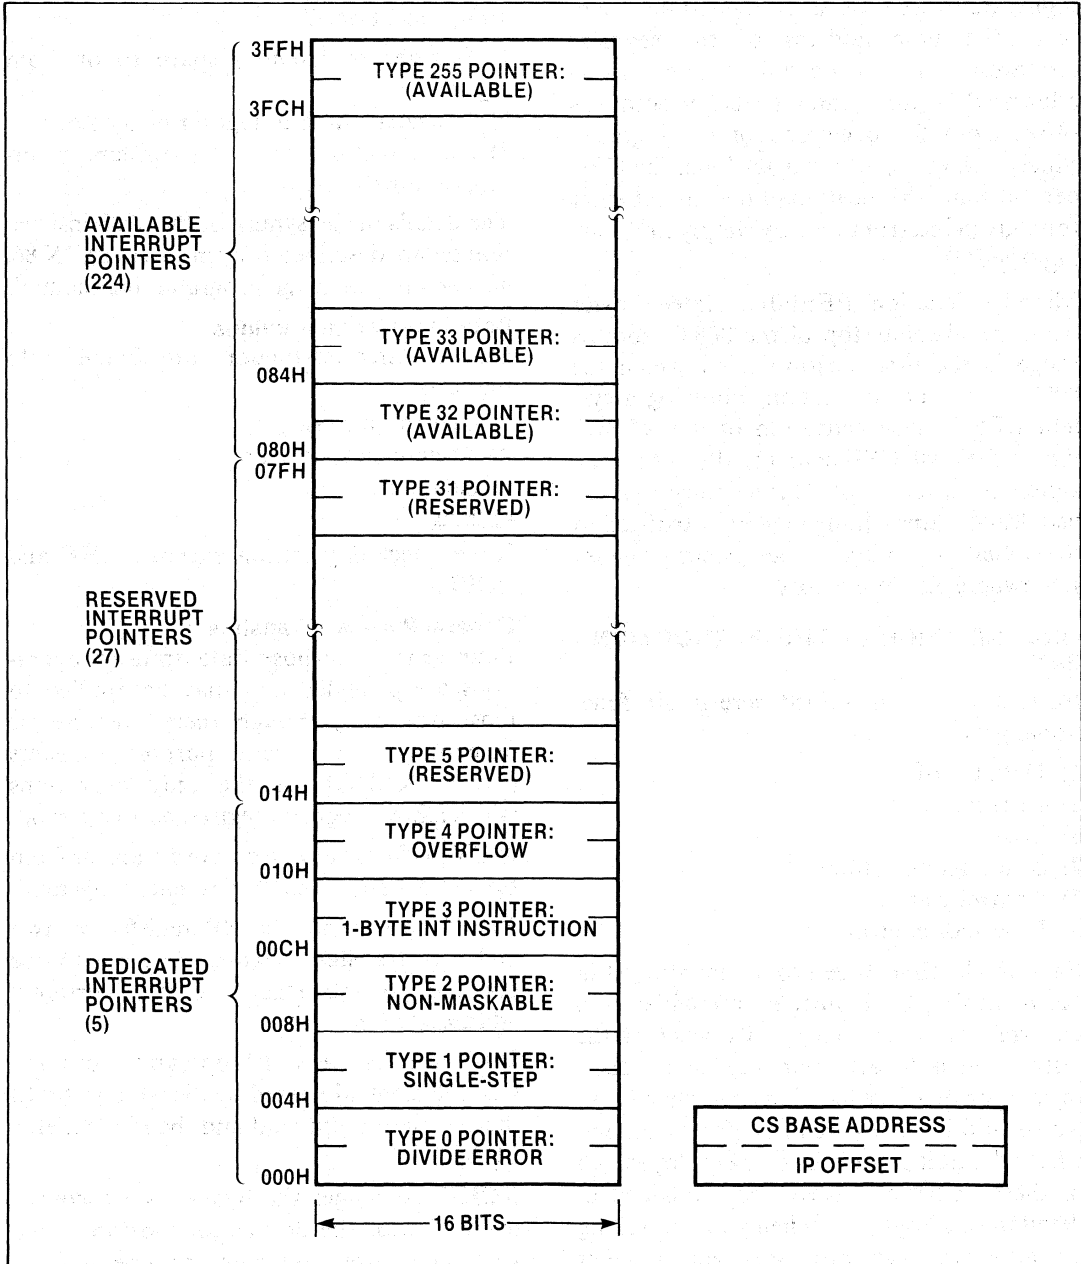 3FFH
TYPE 255 POINTER:
(AVAILABLE)
3FCH
AVAILABLE
INTERRUPT
POINTERS
(224)
TYPE 33 POINTER:
(AVAILABLE)
084H
TYPE 32 POINTER:
(AVAILABLE)
080H
07FH
TYPE 31 POINTER:
(RESERVED)
RESERVED
INTERRUPT
POINTERS
(27)
TYPE 5 POINTER:
(RESERVED)
014H
TYPE 4 POINTER:
OVERFLOW
010H
TYPE 3 POINTER:
1-BYTE INT INSTRUCTION
00CH
DEDICATED
INTERRUPT
POINTERS
(5)
TYPE 2 POINTER:
NON-MASKABLE
008H
TYPE 1 POINTER:
SINGLE-STEP
004H
TYPE 0 POINTER:
DIVIDE ERROR
000H
CS BASE ADDRESS
IP OFFSET
16 BITS